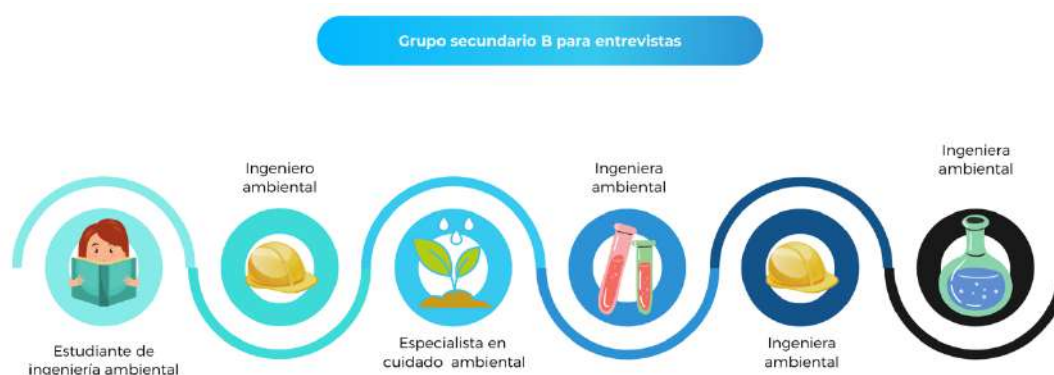 Grupo secundario B para entrevistas
Estudiante de
ingeniería ambiental
Ingeniero
ambiental
Especialista en
cuidado ambiental
Ingeniera
ambiental
Ingeniera
ambiental
Ingeniera
ambiental